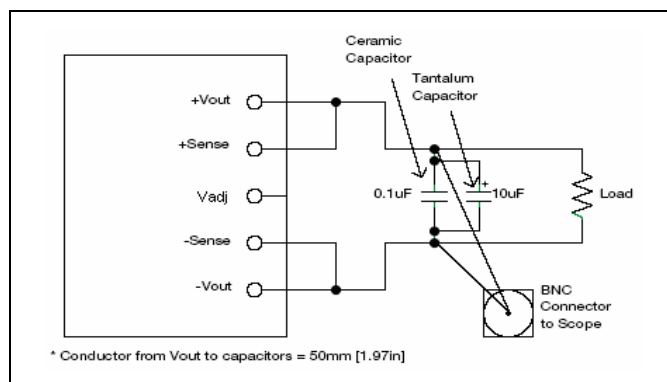 Ceramic
Capacitor
Tantalum
Capacitor
+Vout
+Sense
Vadj
-Sense
-Vout
0.1uF
+
10uF
Load
BNC
Connector
to Scope
* Conductor from Vout to capacitors = 50mm [1.97in]